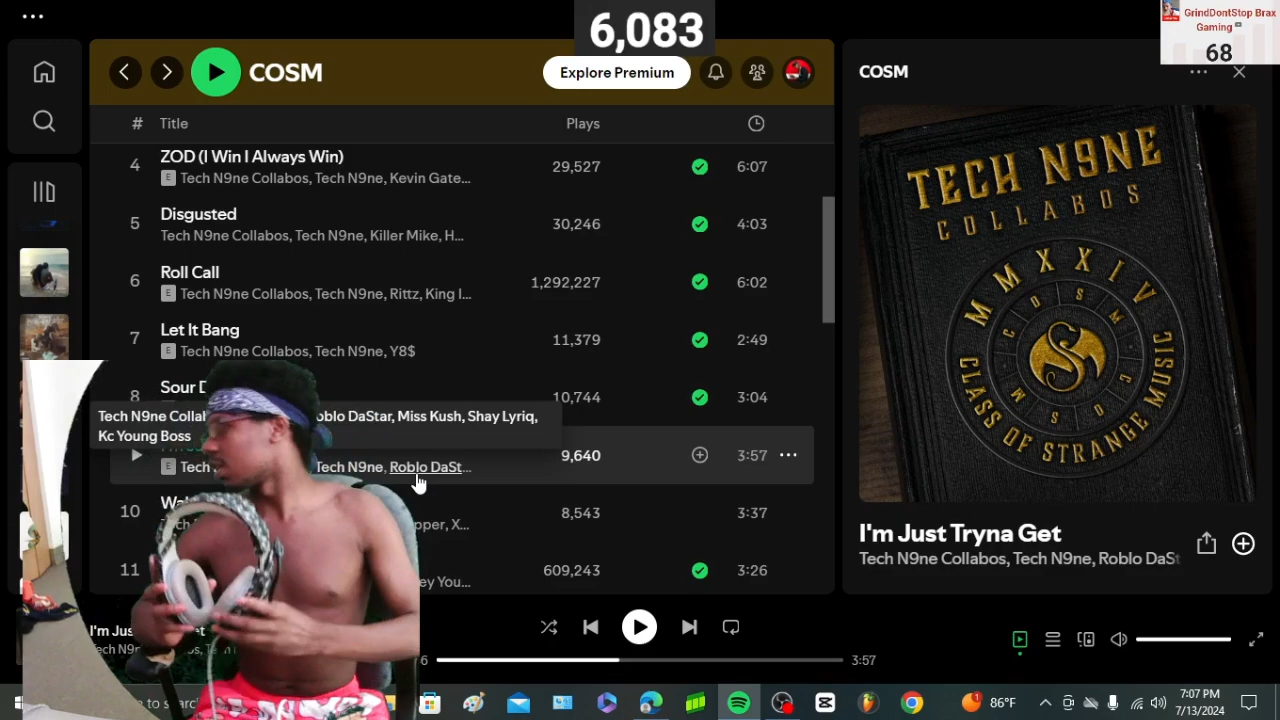 6,083
GrindDontStop Brax
Gaming
68
COSM
Explore Premium
COSM
# Title Plays
4 ZOD (I Win I Always Win) 29,527 6:07
E Tech N9ne Collabos, Tech N9ne, Kevin Gate...
5 Disgusted 30,246 4:03
Tech N9ne Collabos, Tech N9ne, Killer Mike, H...
6 Roll Call 1,292,227 6:02
E Tech N9ne Collabos, Tech N9ne, Rittz, King I...
7 Let It Bang 11,379 2:49
E Tech N9ne Collabos, Tech N9ne, Y8$
8 Sour 10,744 3:04
Tech N9ne DaStar, Miss Kush, Shay Lyriq,
Kc Young Boss
9,640 3:57
E Tech N9ne, Roblo DaSt...
10 8,543 3:37
X...
11 609,243 3:26
TECH N9NE
COLLABOS
MMXXIV
COSM
COSM
CLASS OF STRANGE MUSIC
I'm Just Tryna Get
Tech N9ne Collabos, Tech N9ne, Roblo DaSt
I'm
3:57
86°F
7:07 PM
7/13/2024